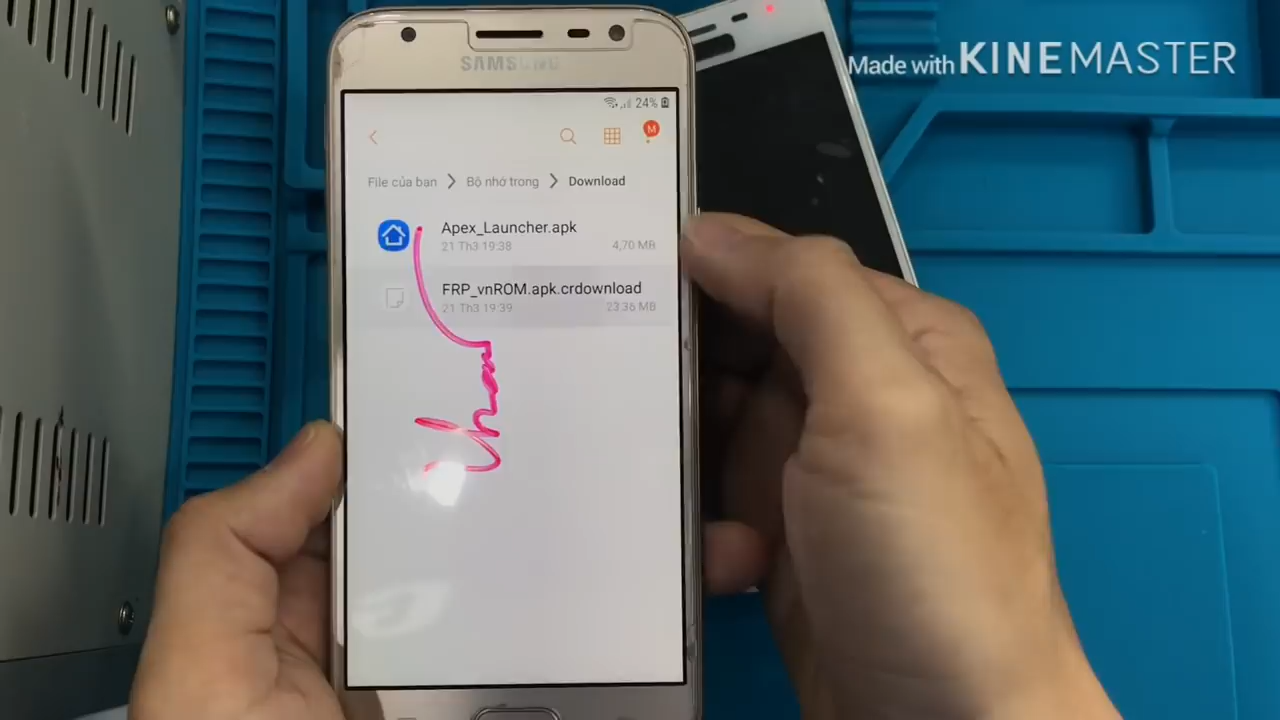 Made with KINEMASTER
SAMSUNG
24%
M
File của bạn > Bộ nhớ trong > Download
Apex_Launcher.apk
21 Th3 19:38 4,70 MB
FRP_vnROM.apk.crdownload
21 Th3 19:39 23,36 MB